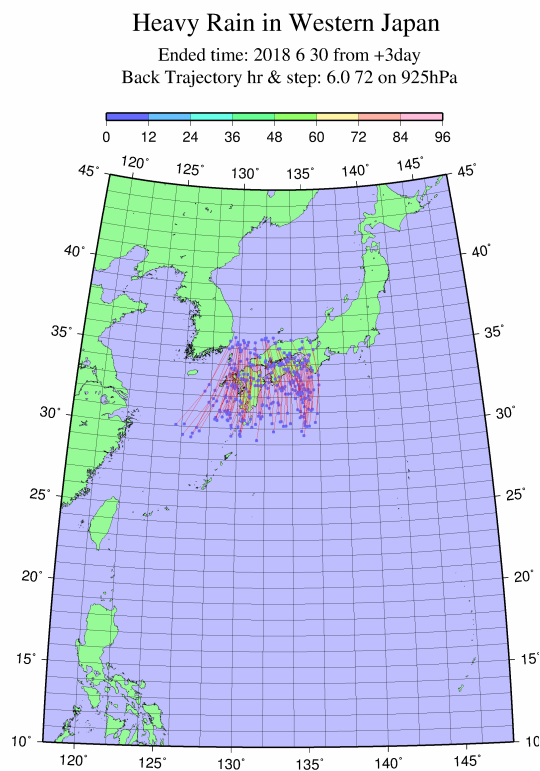 Heavy Rain in Western Japan
Ended time: 2018 6 30 from +3day
Back Trajectory hr & step: 6.0 72 on 925hPa
0 12 24 36 48 60 72 84 96
120° 125° 130° 135° 140° 145°
45° 45°
40° 40°
35° 35°
30° 30°
25° 25°
20° 20°
15° 15°
10° 10°
120° 125° 130° 135° 140° 145°